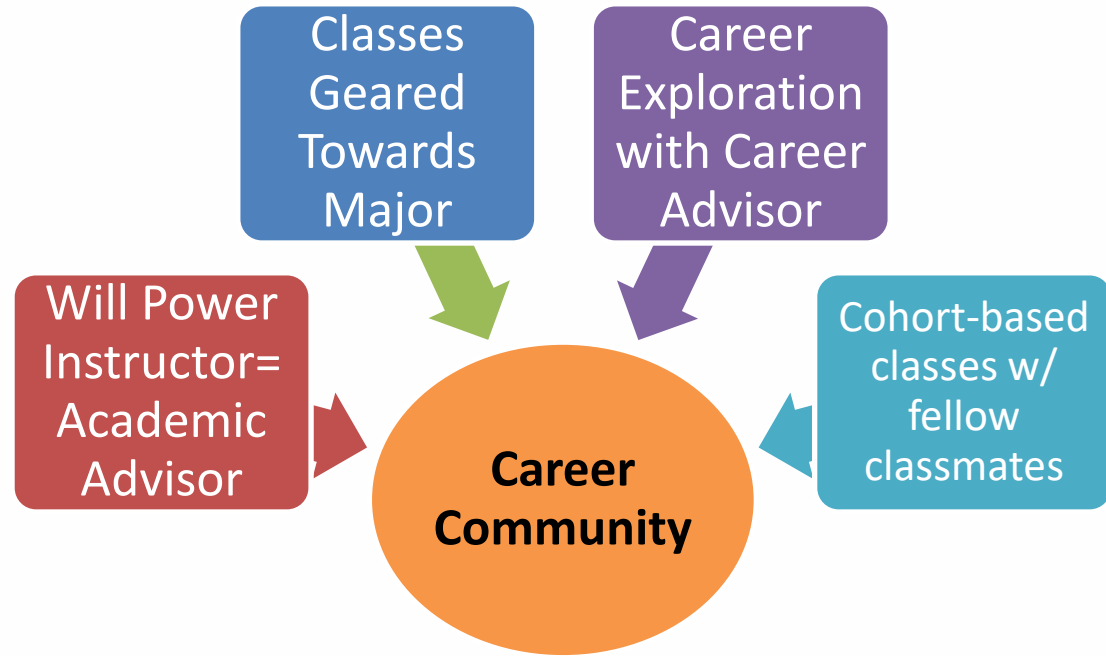 Will Power
Instructor=
Academic
Advisor
Classes
Geared
Towards
Major
Career
Exploration
with Career
Advisor
Cohort-based
classes w/
fellow
classmates
Career
Community